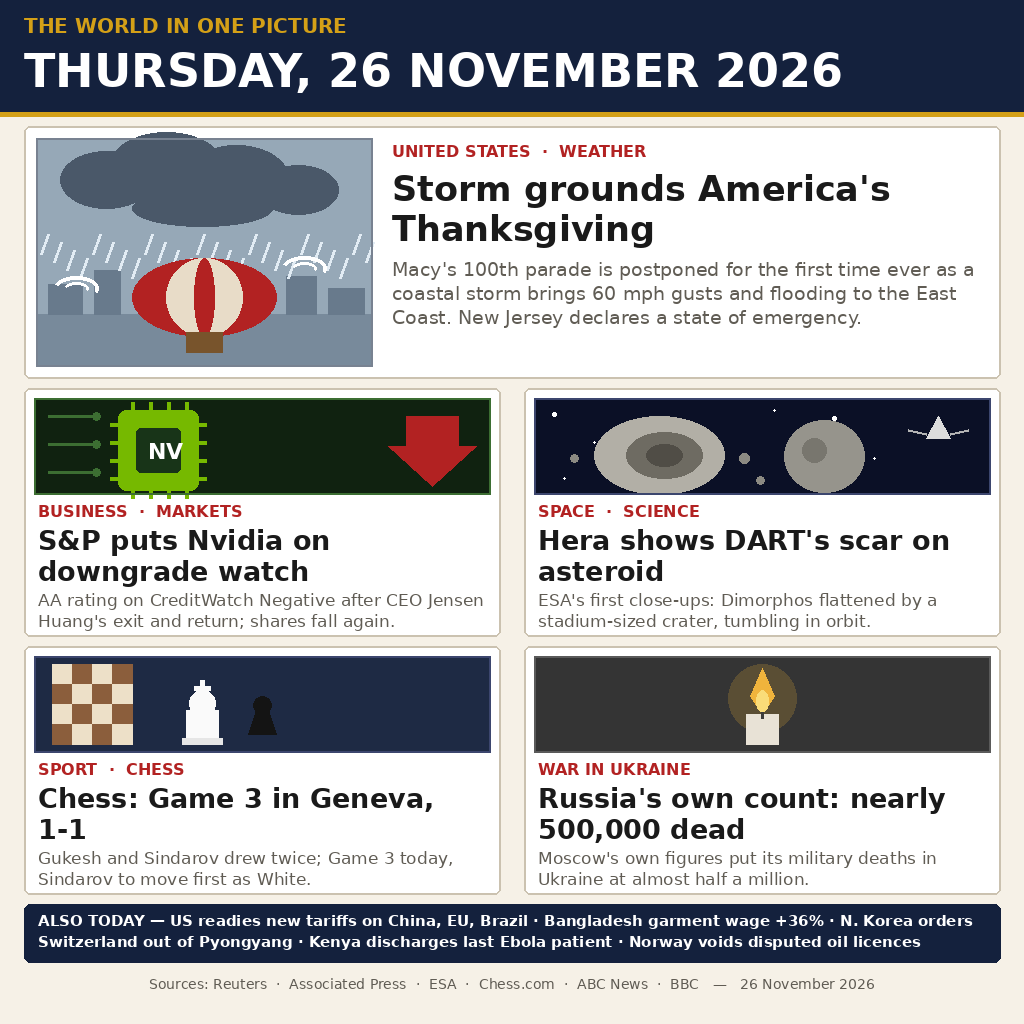 THE WORLD IN ONE PICTURE
THURSDAY, 26 NOVEMBER 2026
UNITED STATES · WEATHER
Storm grounds America's
Thanksgiving
Macy's 100th parade is postponed for the first time ever as a
coastal storm brings 60 mph gusts and flooding to the East
Coast. New Jersey declares a state of emergency.
NV
BUSINESS · MARKETS
S&P puts Nvidia on
downgrade watch
AA rating on CreditWatch Negative after CEO Jensen
Huang's exit and return; shares fall again.
SPACE · SCIENCE
Hera shows DART's scar on
asteroid
ESA's first close-ups: Dimorphos flattened by a
stadium-sized crater, tumbling in orbit.
SPORT · CHESS
Chess: Game 3 in Geneva,
1-1
Gukesh and Sindarov drew twice; Game 3 today,
Sindarov to move first as White.
WAR IN UKRAINE
Russia's own count: nearly
500,000 dead
Moscow's own figures put its military deaths in
Ukraine at almost half a million.
ALSO TODAY — US readies new tariffs on China, EU, Brazil · Bangladesh garment wage +36% · N. Korea orders
Switzerland out of Pyongyang · Kenya discharges last Ebola patient · Norway voids disputed oil licences
Sources: Reuters · Associated Press · ESA · Chess.com · ABC News · BBC — 26 November 2026